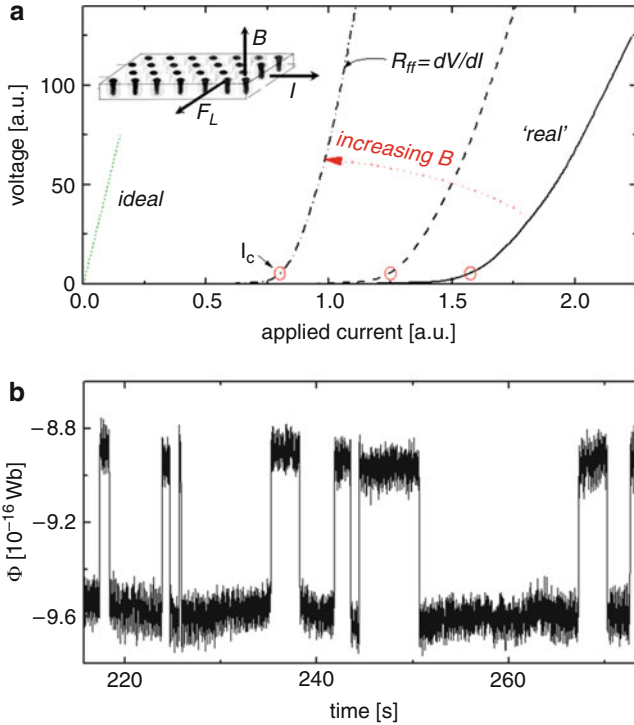 a
B
I
F_L
R_ff = dV/dI
increasing B
'real'
ideal
I_c
voltage [a.u.]
100
50
0
0.0 0.5 1.0 1.5 2.0
applied current [a.u.]
b
Φ [10⁻¹⁶ Wb]
−8.8
−9.2
−9.6
220 240 260
time [s]